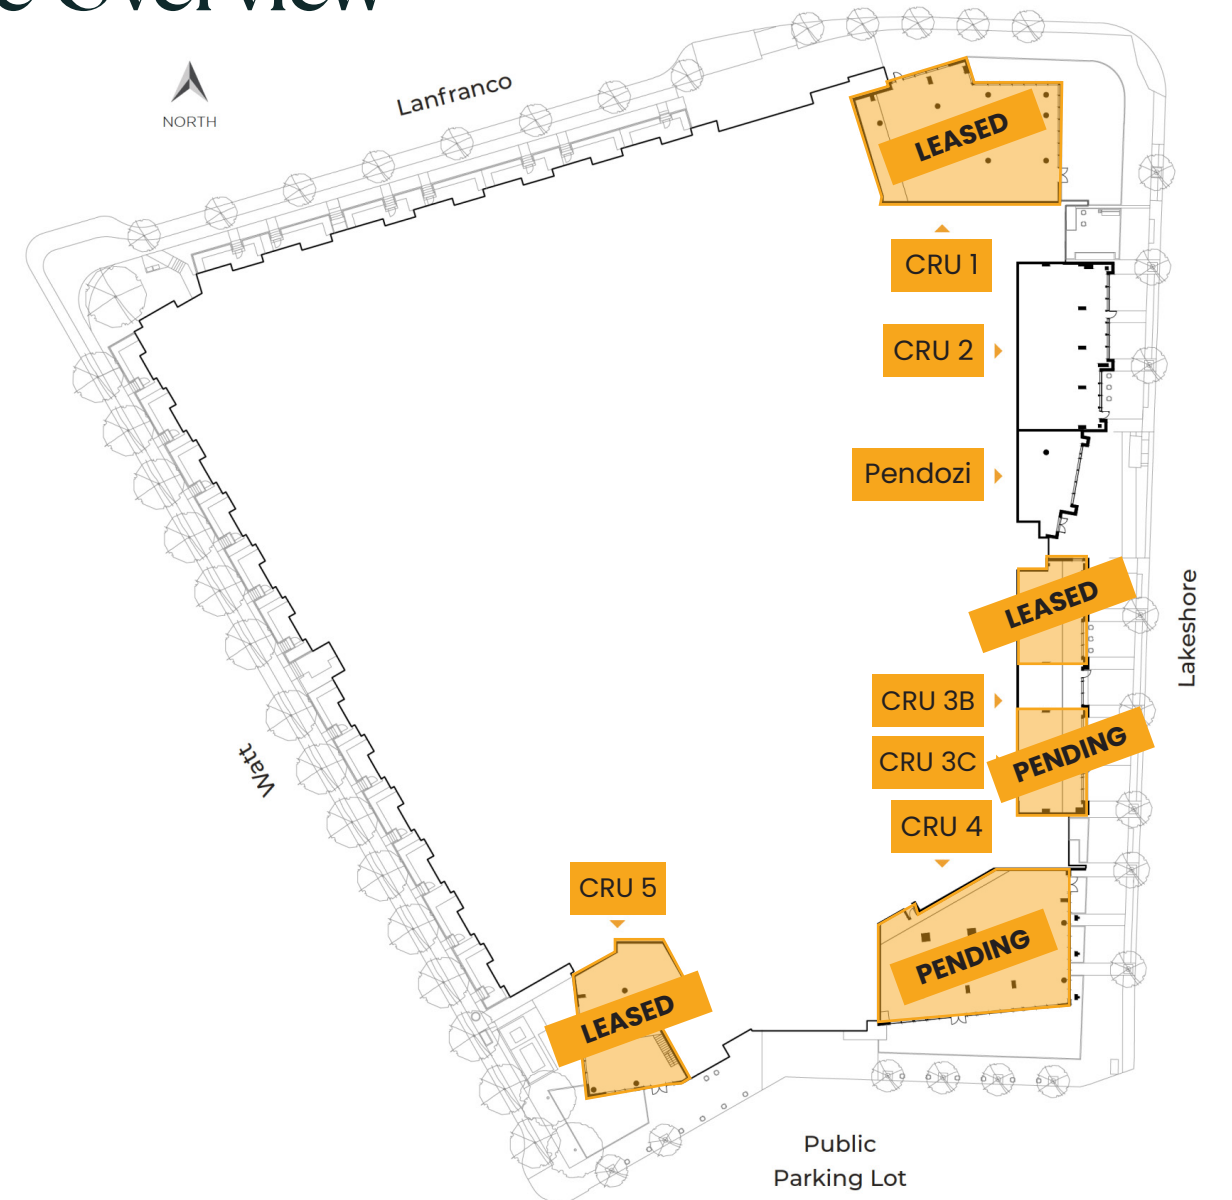 Overview
NORTH
Lanfranco
LEASED
CRU 1
CRU 2
Pendozi
LEASED
Lakeshore
CRU 3B
CRU 3C
PENDING
Watt
CRU 4
CRU 5
PENDING
LEASED
Public
Parking Lot